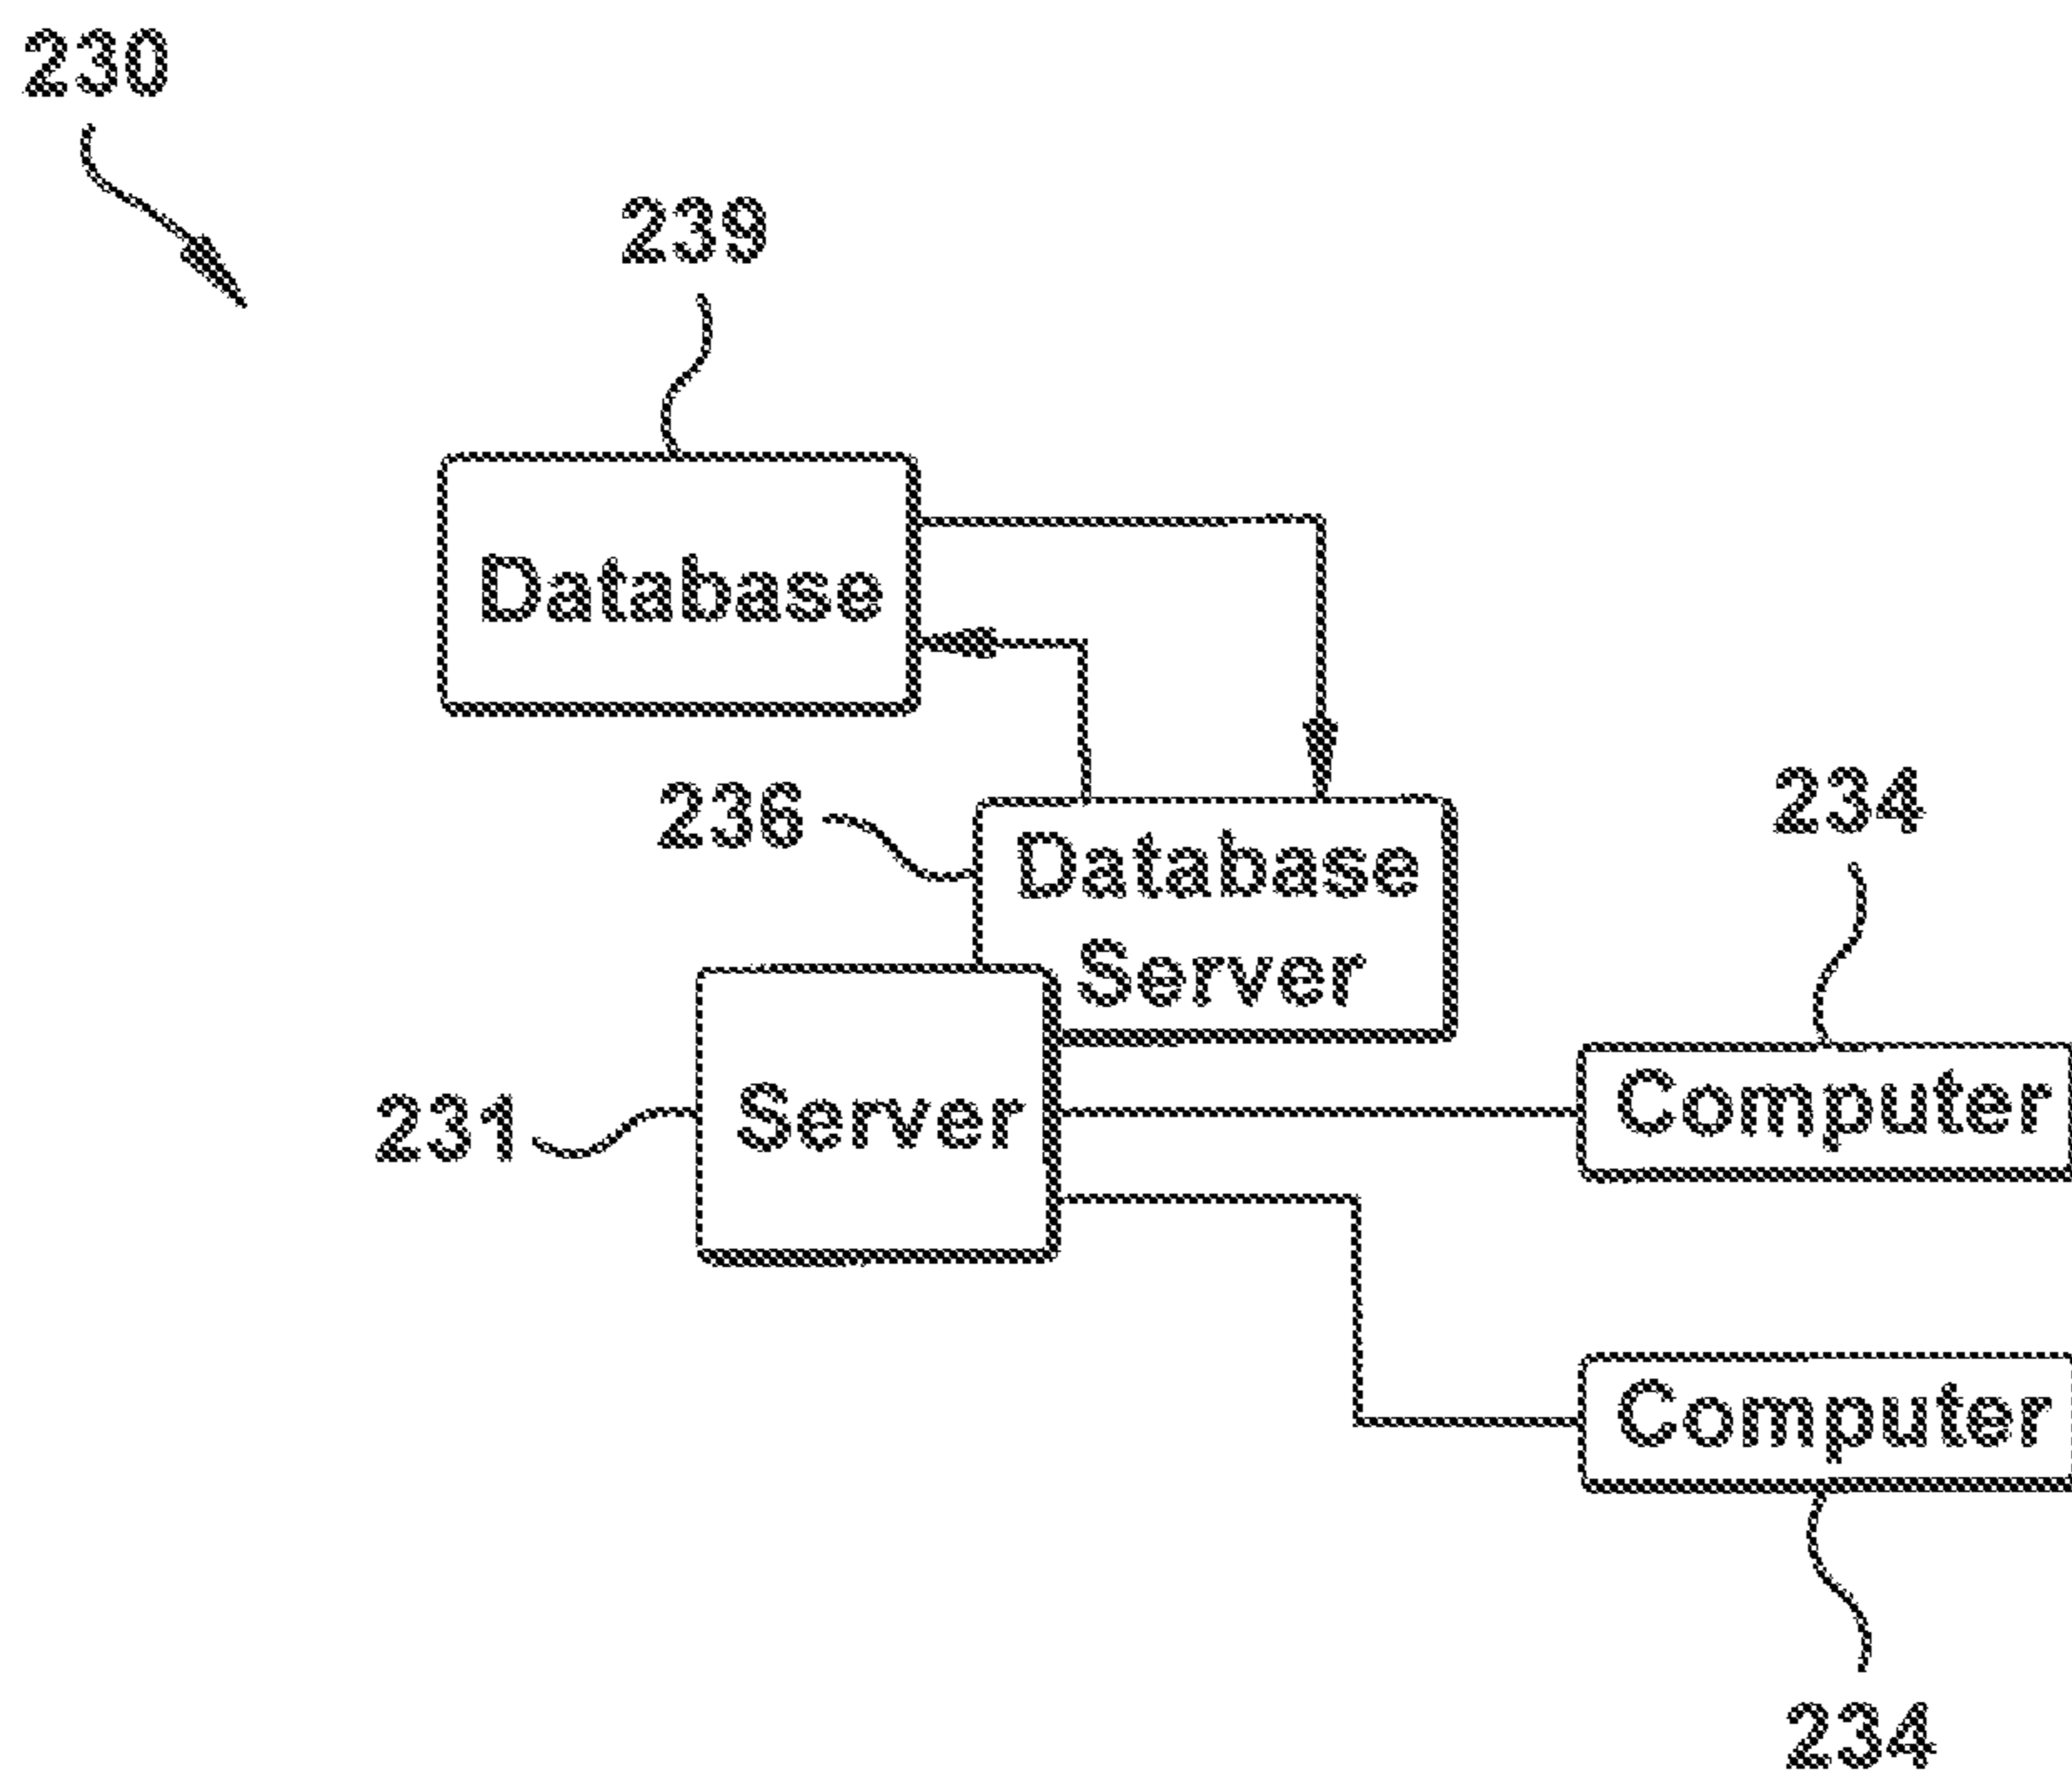 230
239
Database
236
Database
Server
234
231
Server
Computer
Computer
234